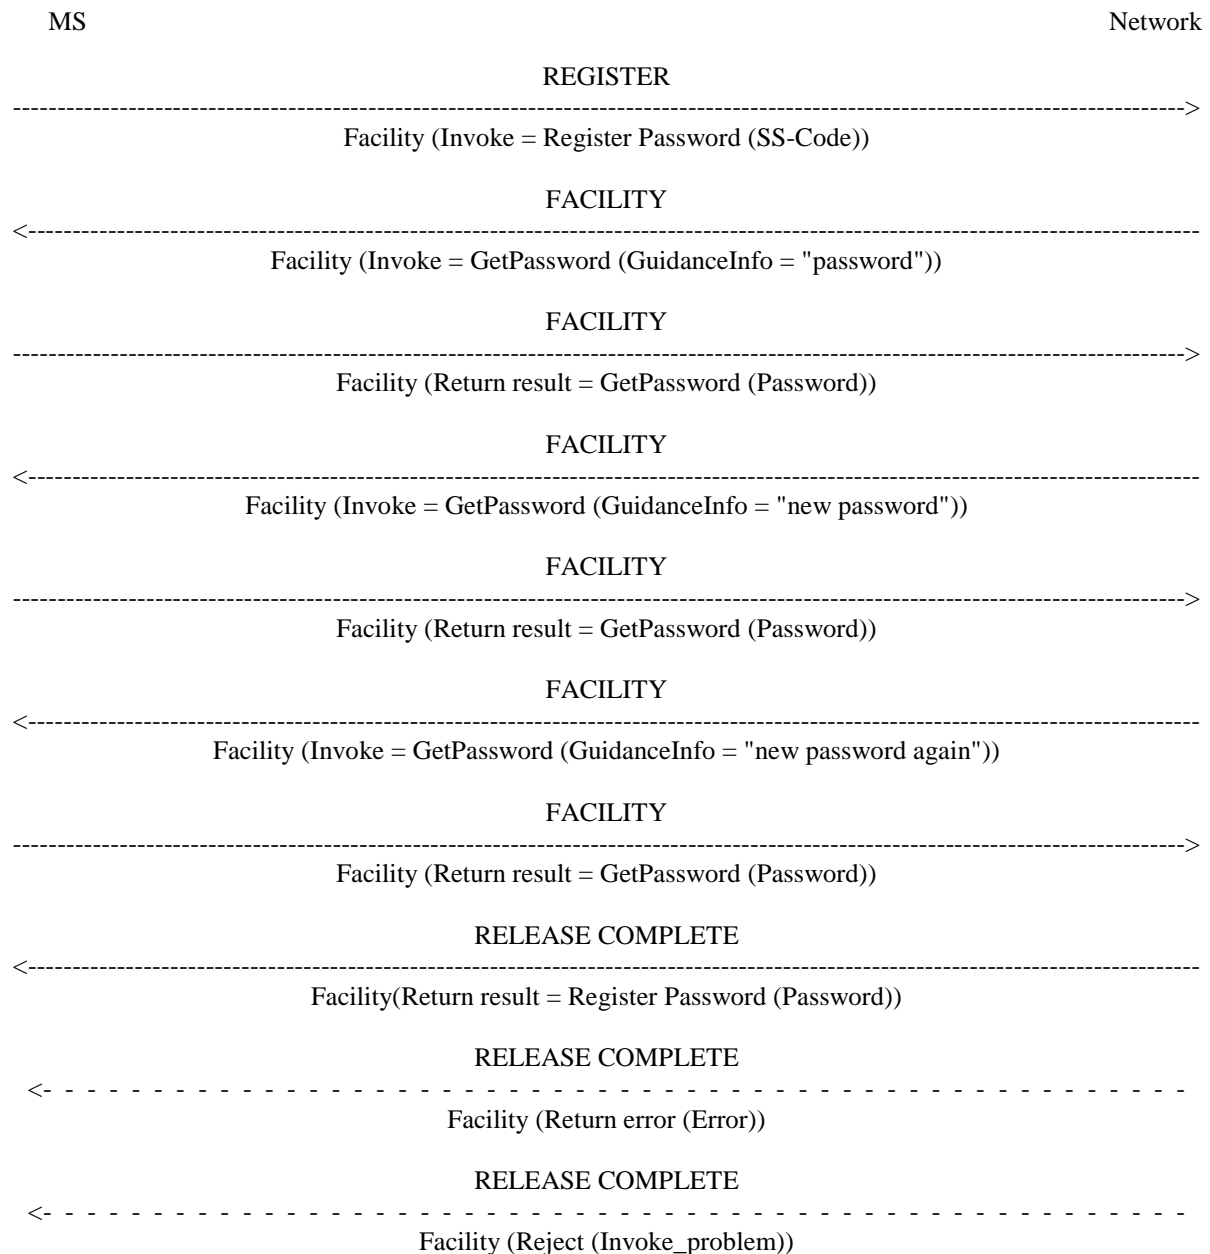 MS Network
REGISTER
Facility (Invoke = Register Password (SS-Code))
FACILITY
Facility (Invoke = GetPassword (GuidanceInfo = "password"))
FACILITY
Facility (Return result = GetPassword (Password))
FACILITY
Facility (Invoke = GetPassword (GuidanceInfo = "new password"))
FACILITY
Facility (Return result = GetPassword (Password))
FACILITY
Facility (Invoke = GetPassword (GuidanceInfo = "new password again"))
FACILITY
Facility (Return result = GetPassword (Password))
RELEASE COMPLETE
Facility(Return result = Register Password (Password))
RELEASE COMPLETE
Facility (Return error (Error))
RELEASE COMPLETE
Facility (Reject (Invoke_problem))